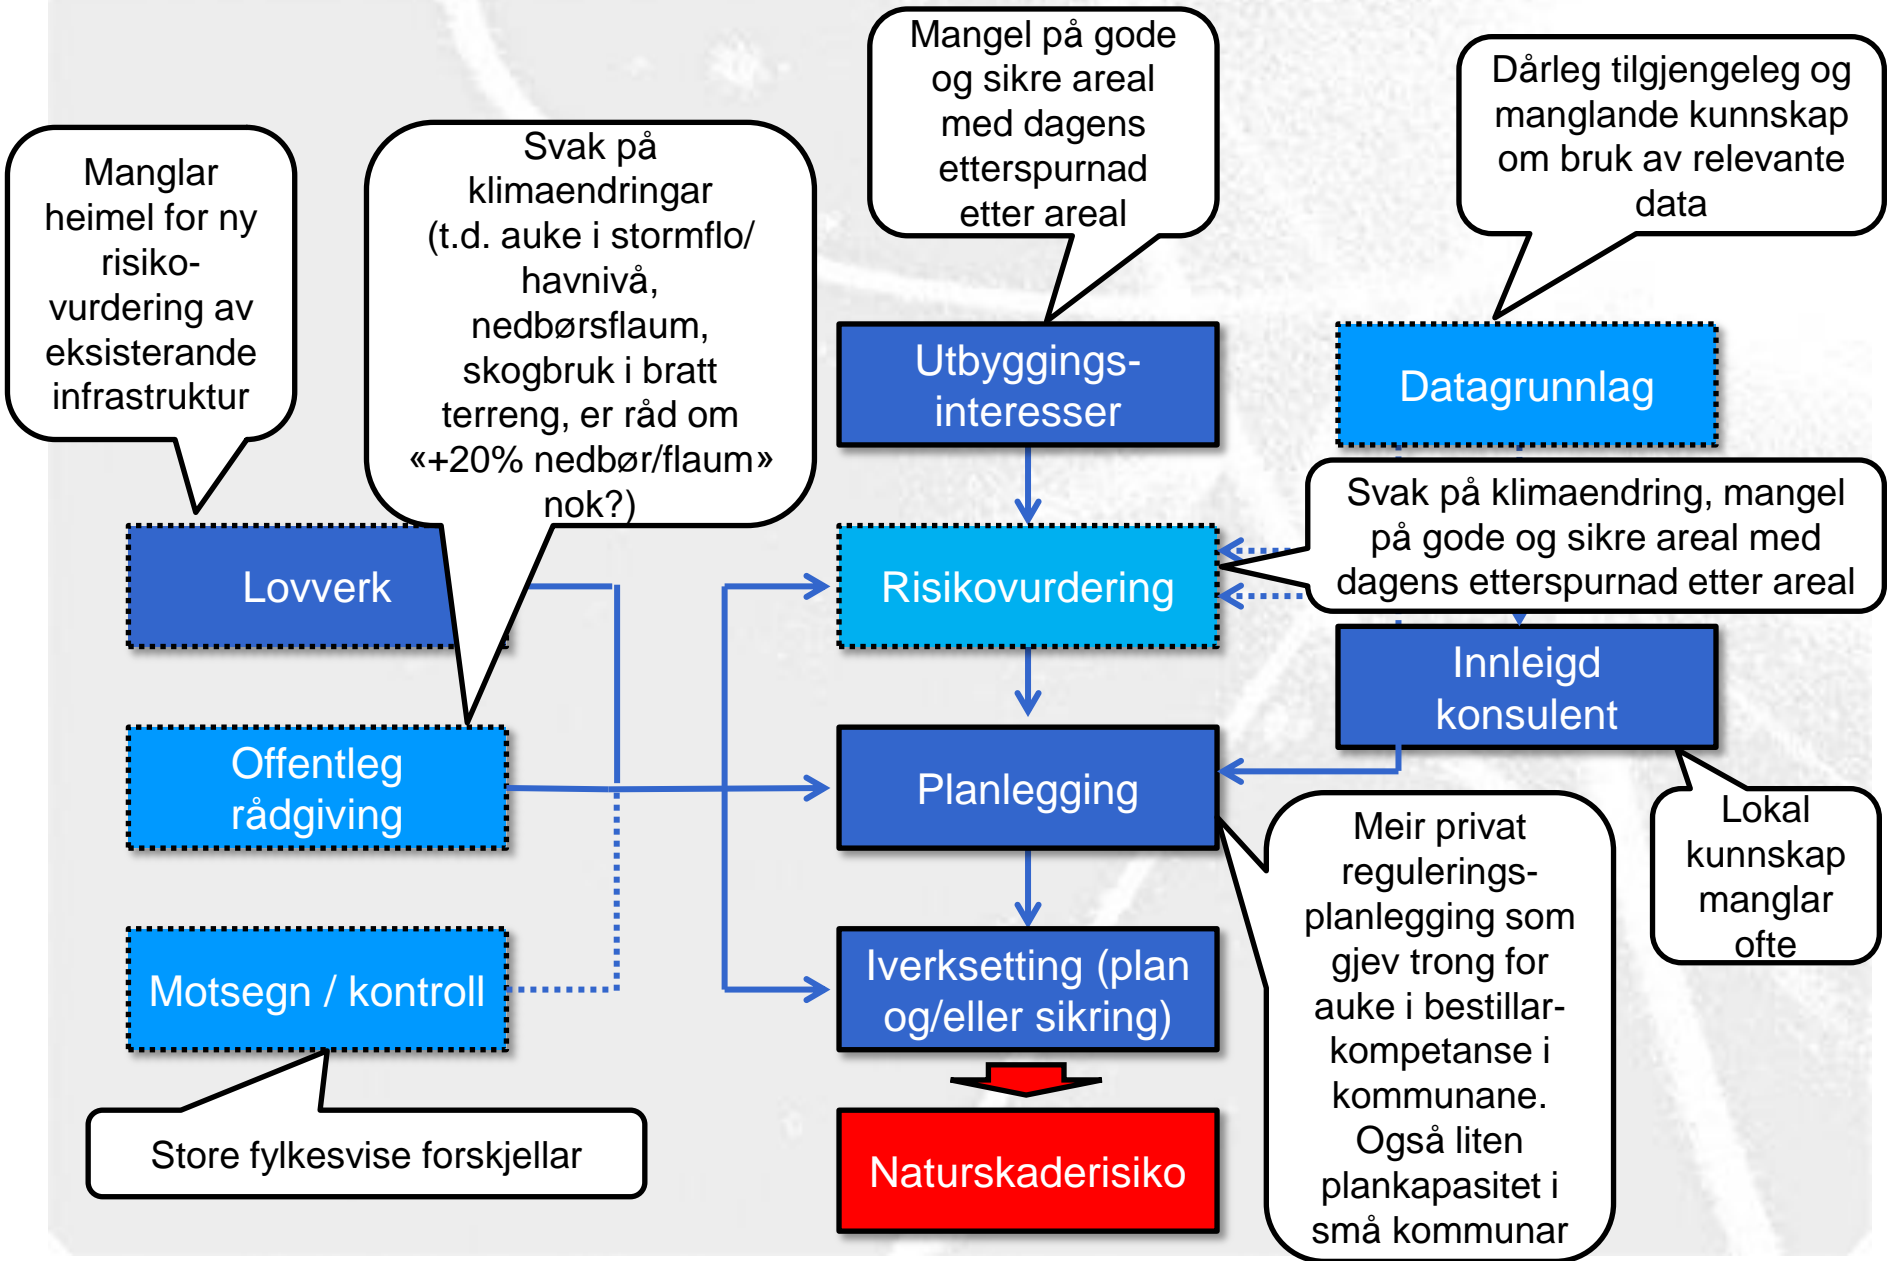 Mangel på gode
og sikre areal
med dagens
etterspurnad
etter areal
Dårleg tilgjengeleg og
manglande kunnskap
om bruk av relevante
data
Manglar
heimel for ny
risiko-
vurdering av
eksisterande
infrastruktur
Svak på
klimaendringar
(t.d. auke i stormflo/
havnivå,
nedbørsflaum,
skogbruk i bratt
terreng, er råd om
«+20% nedbør/flaum»
nok?)
Utbyggings-
interesser
Datagrunnlag
Svak på klimaendring, mangel
på gode og sikre areal med
dagens etterspurnad etter areal
Lovverk
Risikovurdering
Innleigd
konsulent
Offentleg
rådgiving
Planlegging
Lokal
kunnskap
manglar
ofte
Meir privat
regulerings-
planlegging som
gjev trong for
auke i bestillar-
kompetanse i
kommunane.
Også liten
plankapasitet i
små kommunar
Motsegn / kontroll
Iverksetting (plan
og/eller sikring)
Store fylkesvise forskjellar
Naturskaderisiko